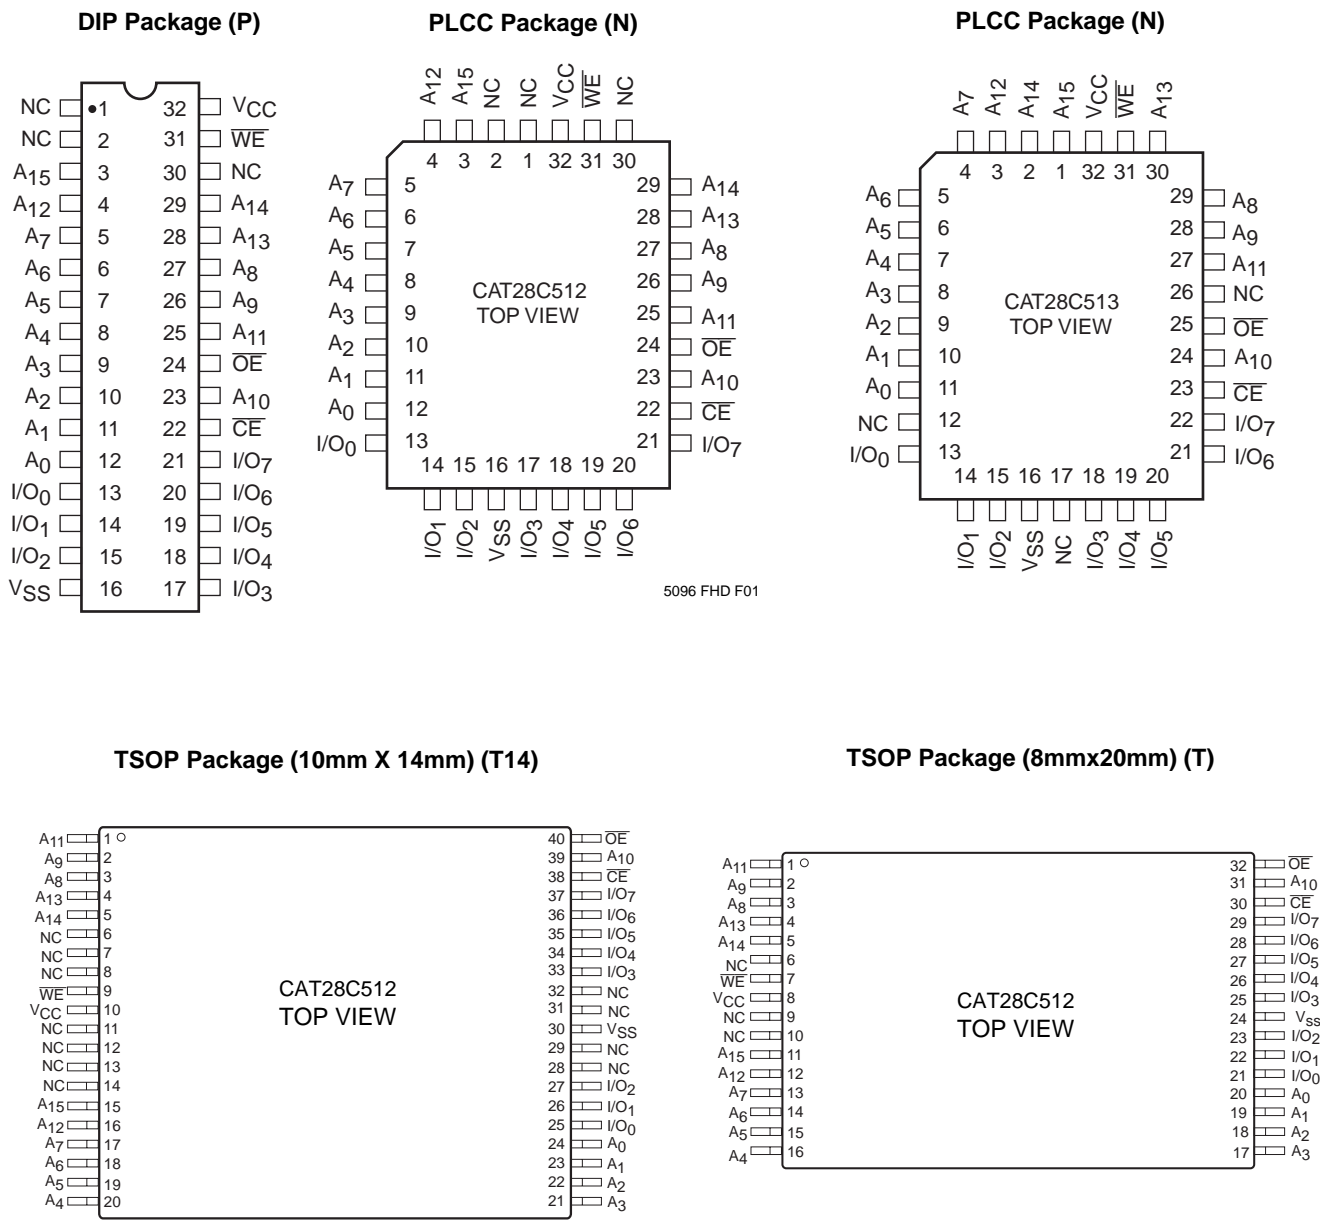 DIP Package (P)
NC 1 32 VCC
NC 2 31 WE
A15 3 30 NC
A12 4 29 A14
A7 5 28 A13
A6 6 27 A8
A5 7 26 A9
A4 8 25 A11
A3 9 24 OE
A2 10 23 A10
A1 11 22 CE
A0 12 21 I/O7
I/O0 13 20 I/O6
I/O1 14 19 I/O5
I/O2 15 18 I/O4
VSS 16 17 I/O3
PLCC Package (N)
A12 A15 NC NC VCC WE NC
4 3 2 1 32 31 30
A7 5 29 A14
A6 6 28 A13
A5 7 27 A8
A4 8 26 A9
A3 9 25 A11
A2 10 24 OE
A1 11 23 A10
A0 12 22 CE
I/O0 13 21 I/O7
CAT28C512
TOP VIEW
14 15 16 17 18 19 20
I/O1 I/O2 VSS I/O3 I/O4 I/O5 I/O6
5096 FHD F01
PLCC Package (N)
A7 A12 A14 A15 VCC WE A13
4 3 2 1 32 31 30
A6 5 29 A8
A5 6 28 A9
A4 7 27 A11
A3 8 26 NC
A2 9 25 OE
A1 10 24 A10
A0 11 23 CE
NC 12 22 I/O7
I/O0 13 21 I/O6
CAT28C513
TOP VIEW
14 15 16 17 18 19 20
I/O1 I/O2 VSS NC I/O3 I/O4 I/O5
TSOP Package (10mm X 14mm) (T14)
A11 1 40 OE
A9 2 39 A10
A8 3 38 CE
A13 4 37 I/O7
A14 5 36 I/O6
NC 6 35 I/O5
NC 7 34 I/O4
NC 8 33 I/O3
WE 9 32 NC
VCC 10 31 NC
NC 11 30 VSS
NC 12 29 NC
NC 13 28 NC
NC 14 27 I/O2
A15 15 26 I/O1
A12 16 25 I/O0
A7 17 24 A0
A6 18 23 A1
A5 19 22 A2
A4 20 21 A3
CAT28C512
TOP VIEW
TSOP Package (8mmx20mm) (T)
A11 1 32 OE
A9 2 31 A10
A8 3 30 CE
A13 4 29 I/O7
A14 5 28 I/O6
NC 6 27 I/O5
WE 7 26 I/O4
VCC 8 25 I/O3
NC 9 24 VSS
NC 10 23 I/O2
A15 11 22 I/O1
A12 12 21 I/O0
A7 13 20 A0
A6 14 19 A1
A5 15 18 A2
A4 16 17 A3
CAT28C512
TOP VIEW